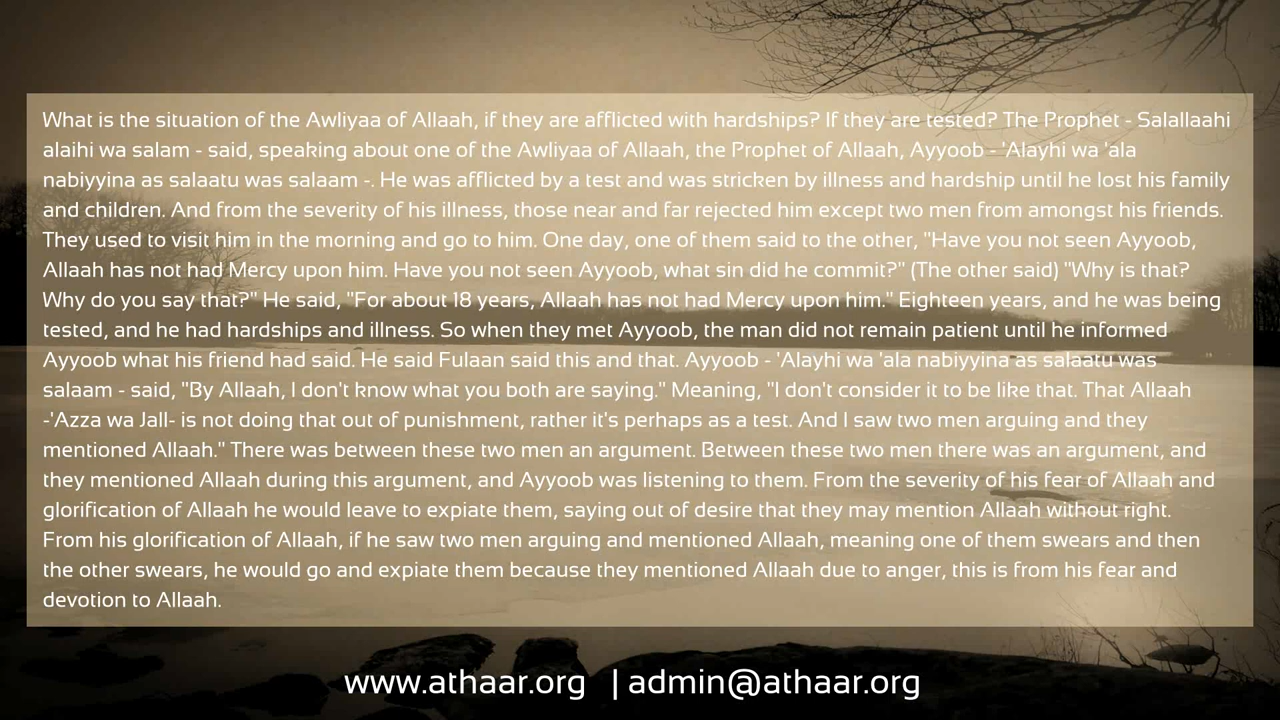 What is the situation of the Awliyaa of Allaah, if they are afflicted with hardships? If they are tested? The Prophet - Salallaahi
alaihi wa salam - said, speaking about one of the Awliyaa of Allaah, the Prophet of Allaah, Ayyoob - 'Alayhi wa 'ala
nabiyyina as salaatu was salaam -. He was afflicted by a test and was stricken by illness and hardship until he lost his family
and children. And from the severity of his illness, those near and far rejected him except two men from amongst his friends.
They used to visit him in the morning and go to him. One day, one of them said to the other, "Have you not seen Ayyoob,
Allaah has not had Mercy upon him. Have you not seen Ayyoob, what sin did he commit?" (The other said) "Why is that?
Why do you say that?" He said, "For about 18 years, Allaah has not had Mercy upon him." Eighteen years, and he was being
tested, and he had hardships and illness. So when they met Ayyoob, the man did not remain patient until he informed
Ayyoob what his friend had said. He said Fulaan said this and that. Ayyoob - 'Alayhi wa 'ala nabiyyina as salaatu was
salaam - said, "By Allaah, I don't know what you both are saying." Meaning, "I don't consider it to be like that. That Allaah
-'Azza wa Jall- is not doing that out of punishment, rather it's perhaps as a test. And I saw two men arguing and they
mentioned Allaah." There was between these two men an argument. Between these two men there was an argument, and
they mentioned Allaah during this argument, and Ayyoob was listening to them. From the severity of his fear of Allaah and
glorification of Allaah he would leave to expiate them, saying out of desire that they may mention Allaah without right.
From his glorification of Allaah, if he saw two men arguing and mentioned Allaah, meaning one of them swears and then
the other swears, he would go and expiate them because they mentioned Allaah due to anger, this is from his fear and
devotion to Allaah.
www.athaar.org | admin@athaar.org